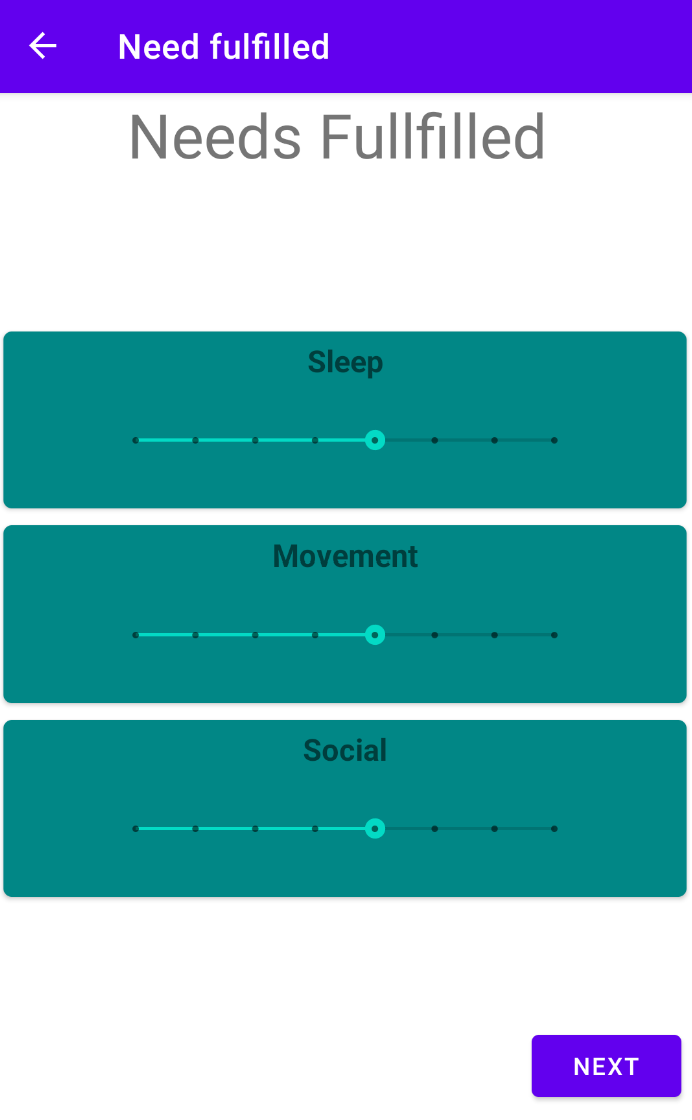 Need fulfilled
Needs Fullfilled
Sleep
Movement
Social
NEXT